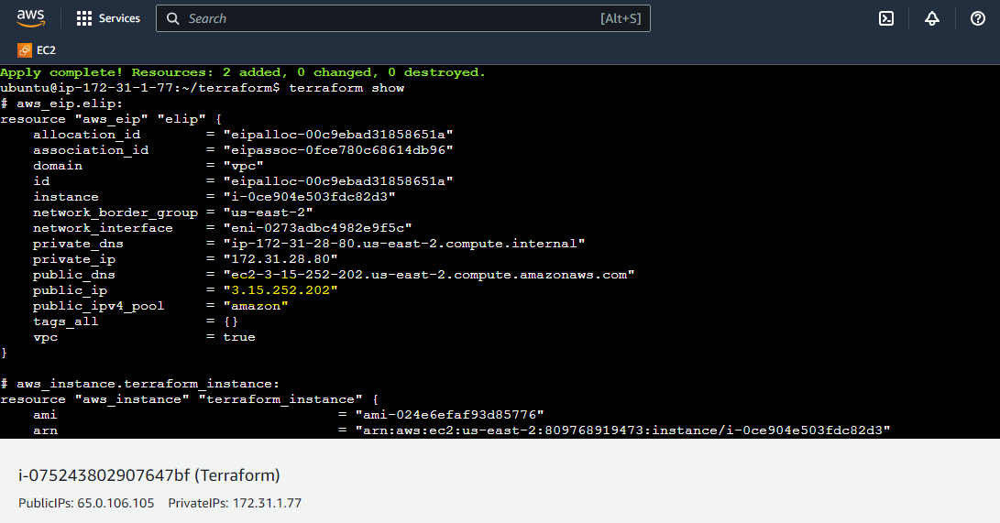 aws
Services
Search [Alt+S]
EC2
Apply complete! Resources: 2 added, 0 changed, 0 destroyed.
ubuntu@ip-172-31-1-77:~/terraform$ terraform show
# aws_eip.elip:
resource "aws_eip" "elip" {
    allocation_id        = "eipalloc-00c9ebad31858651a"
    association_id       = "eipassoc-0fce780c68614db96"
    domain               = "vpc"
    id                   = "eipalloc-00c9ebad31858651a"
    instance             = "i-0ce904e503fdc82d3"
    network_border_group = "us-east-2"
    network_interface    = "eni-0273adbc4982e9f5c"
    private_dns          = "ip-172-31-28-80.us-east-2.compute.internal"
    private_ip           = "172.31.28.80"
    public_dns           = "ec2-3-15-252-202.us-east-2.compute.amazonaws.com"
    public_ip            = "3.15.252.202"
    public_ipv4_pool     = "amazon"
    tags_all             = {}
    vpc                  = true
}
# aws_instance.terraform_instance:
resource "aws_instance" "terraform_instance" {
    ami                                  = "ami-024e6efaf93d85776"
    arn                                  = "arn:aws:ec2:us-east-2:809768919473:instance/i-0ce904e503fdc82d3"
i-075243802907647bf (Terraform)
PublicIPs: 65.0.106.105 PrivateIPs: 172.31.1.77